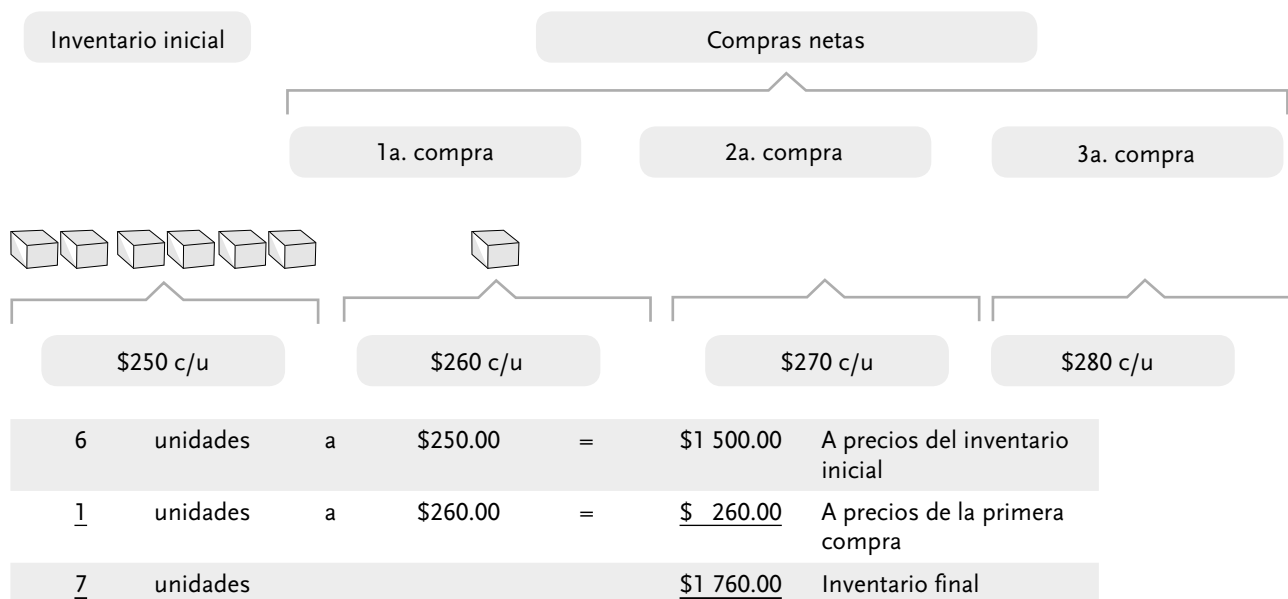 Inventario inicial
Compras netas
1a. compra
2a. compra
3a. compra
$250 c/u
$260 c/u
$270 c/u
$280 c/u
6 unidades a $250.00 = $1 500.00 A precios del inventario
inicial
1 unidades a $260.00 = $ 260.00 A precios de la primera
compra
7 unidades $1 760.00 Inventario final